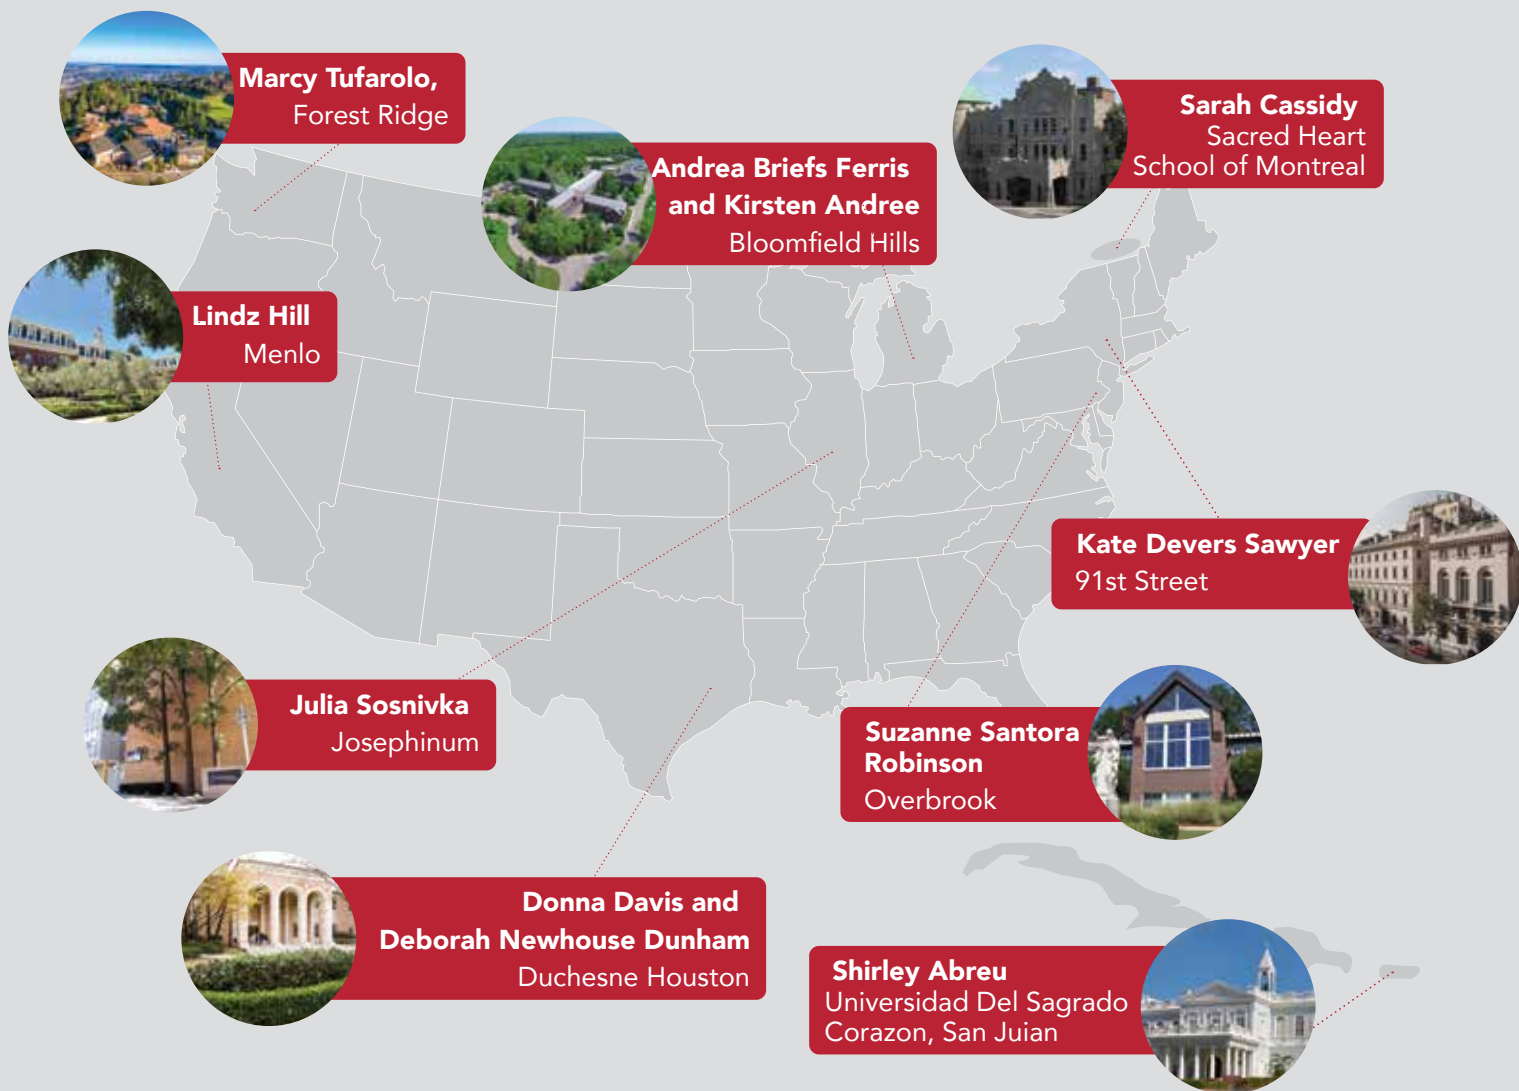 Marcy Tufarolo,
Forest Ridge
Andrea Briefs Ferris
and Kirsten Andree
Bloomfield Hills
Sarah Cassidy
Sacred Heart
School of Montreal
Lindz Hill
Menlo
Kate Devers Sawyer
91st Street
Julia Sosnivka
Josephinum
Suzanne Santora
Robinson
Overbrook
Donna Davis and
Deborah Newhouse Dunham
Duchesne Houston
Shirley Abreu
Universidad Del Sagrado
Corazon, San Juian